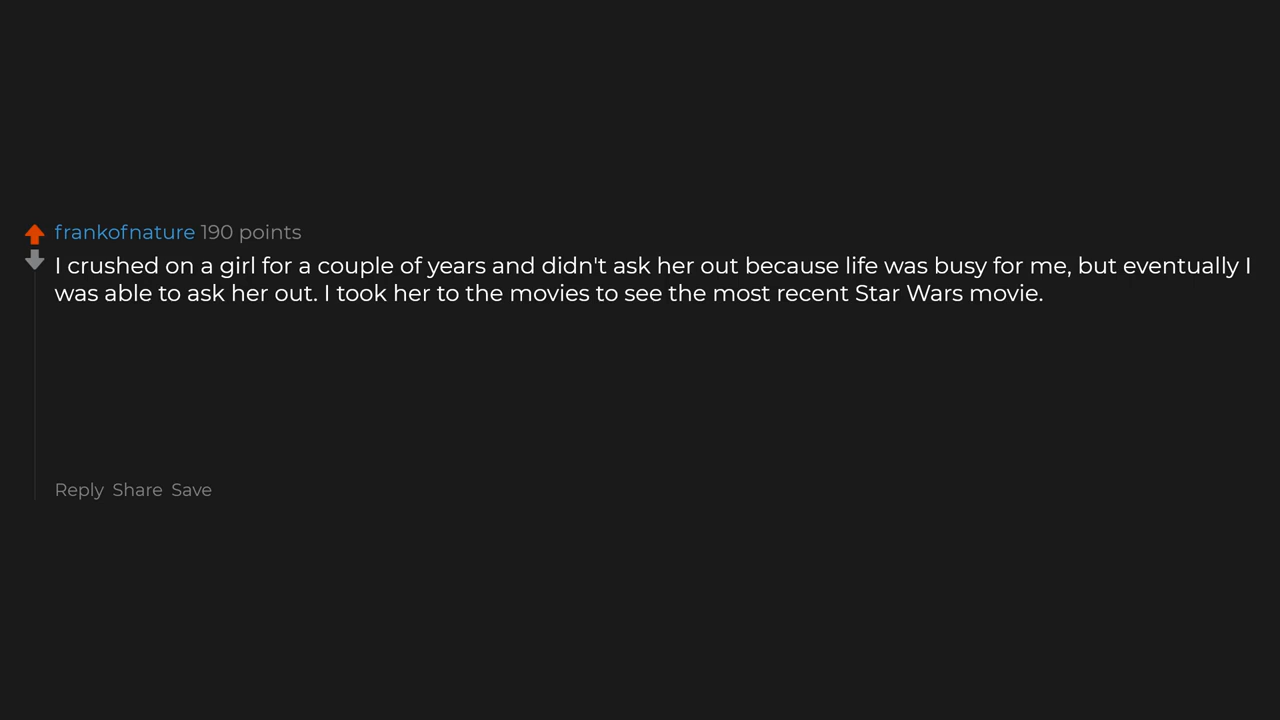 frankofnature 190 points
I crushed on a girl for a couple of years and didn't ask her out because life was busy for me, but eventually I
was able to ask her out. I took her to the movies to see the most recent Star Wars movie.
Reply Share Save